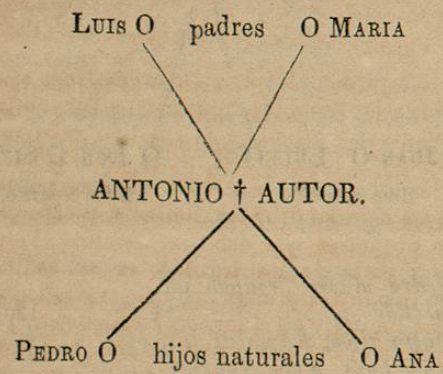 LUIS O padres O MARIA
ANTONIO † AUTOR.
PEDRO O hijos naturales O ANA